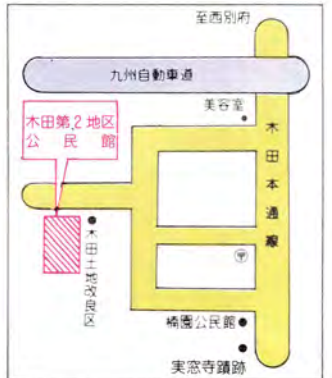 至西別府
九州自動車道
美容室
木田第2地区
公民館
木田本通線
木田土地改良区
〒
楠園公民館
実窓寺蹟跡